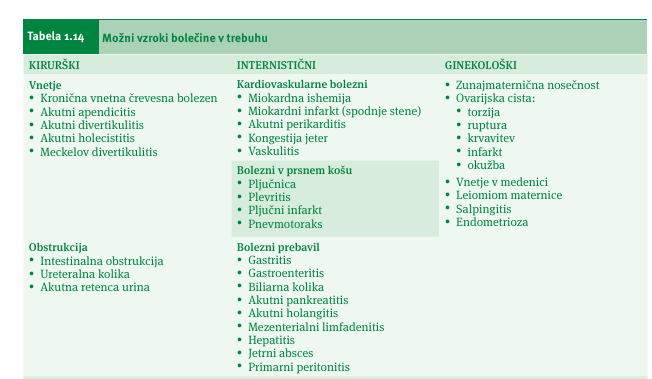 Tabela 1.14 Možni vzroki bolečine v trebuhu
KIRURŠKI
Vnetje
• Kronična vnetna črevesna bolezen
• Akutni apendicitis
• Akutni divertikulitis
• Akutni holecistitis
• Meckelov divertikulitis
Obstrukcija
• Intestinalna obstrukcija
• Ureteralna kolika
• Akutna retenca urina
INTERNISTIČNI
Kardiovaskularne bolezni
• Miokardna ishemija
• Miokardni infarkt (spodnje stene)
• Akutni perikarditis
• Kongestija jeter
• Vaskulitis
Bolezni v prsnem košu
• Pljučnica
• Plevritis
• Pljučni infarkt
• Pnevmotoraks
Bolezni prebavil
• Gastritis
• Gastroenteritis
• Biliarna kolika
• Akutni pankreatitis
• Akutni holangitis
• Mezenterialni limfadenitis
• Hepatitis
• Jetrni absces
• Primarni peritonitis
GINEKOLOŠKI
• Zunajmaternična nosečnost
• Ovarijska cista:
• torzija
• ruptura
• krvavitev
• infarkt
• okužba
• Vnetje v medenici
• Leiomiom maternice
• Salpingitis
• Endometrioza